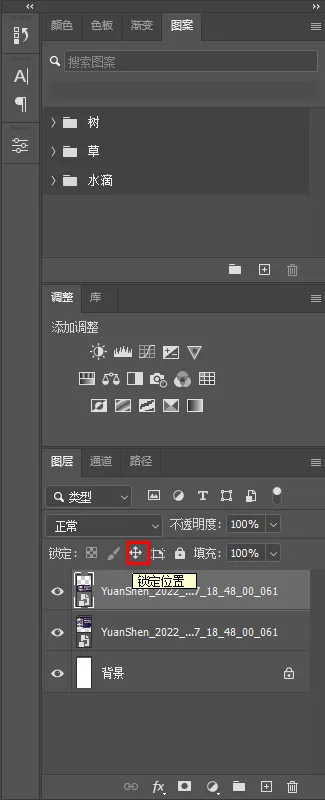 颜色 色板 渐变 图案
搜索图案
树
草
水滴
调整 库
添加调整
图层 通道 路径
类型
正常 不透明度: 100%
锁定: 填充: 100%
锁定位置
YuanShen_2022_...7_18_48_00_061
YuanShen_2022_...7_18_48_00_061
背景
fx